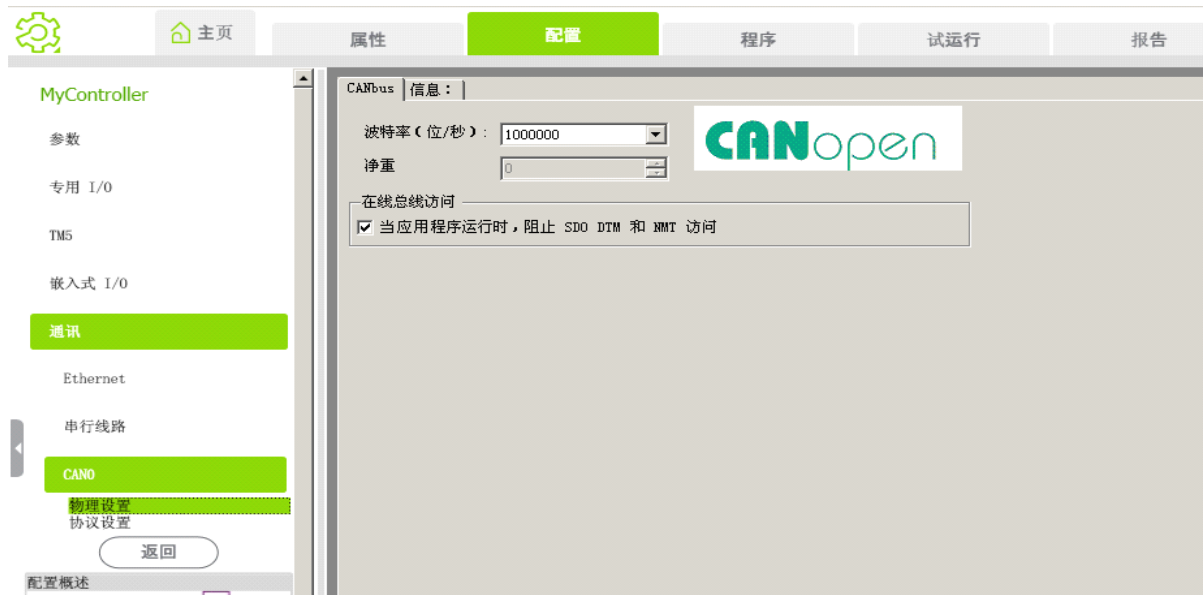 主页
属性
配置
程序
试运行
报告
MyController
参数
专用 I/O
TM5
嵌入式 I/O
通讯
Ethernet
串行线路
CAN0
物理设置
协议设置
返回
配置概述
CANbus
信息：
波特率(位/秒)：
1000000
净重
0
CANopen
在线总线访问
当应用程序运行时，阻止 SDO DTM 和 NMT 访问